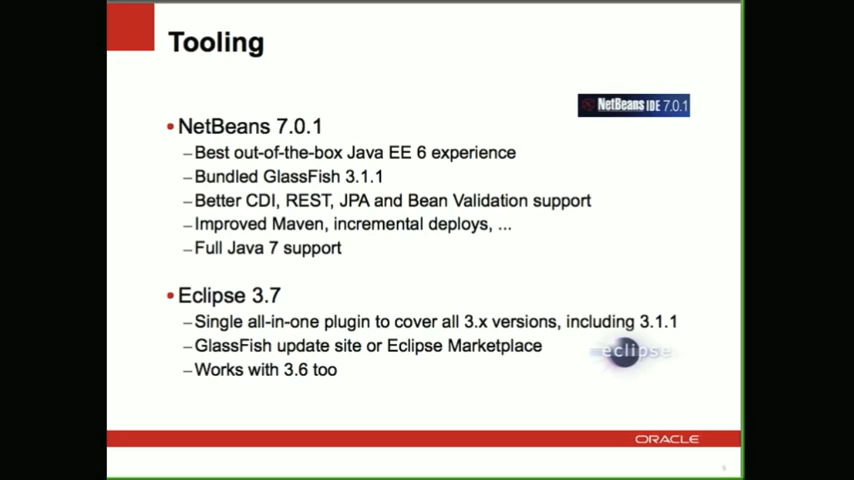 Tooling
NetBeans IDE 7.0.1
• NetBeans 7.0.1
– Best out-of-the-box Java EE 6 experience
– Bundled GlassFish 3.1.1
– Better CDI, REST, JPA and Bean Validation support
– Improved Maven, incremental deploys, ...
– Full Java 7 support
• Eclipse 3.7
– Single all-in-one plugin to cover all 3.x versions, including 3.1.1
– GlassFish update site or Eclipse Marketplace
eclipse
– Works with 3.6 too
ORACLE